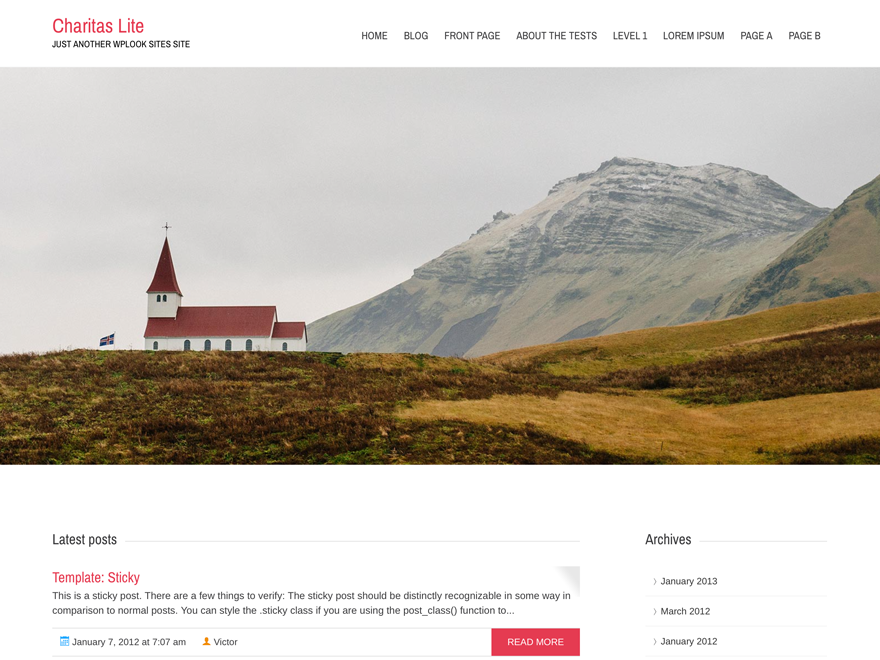 Charitas Lite
JUST ANOTHER WPLOOK SITES SITE
HOME BLOG FRONT PAGE ABOUT THE TESTS LEVEL 1 LOREM IPSUM PAGE A PAGE B
Latest posts
Template: Sticky
This is a sticky post. There are a few things to verify: The sticky post should be distinctly recognizable in some way in
comparison to normal posts. You can style the .sticky class if you are using the post_class() function to...
January 7, 2012 at 7:07 am Victor READ MORE
Archives
January 2013
March 2012
January 2012